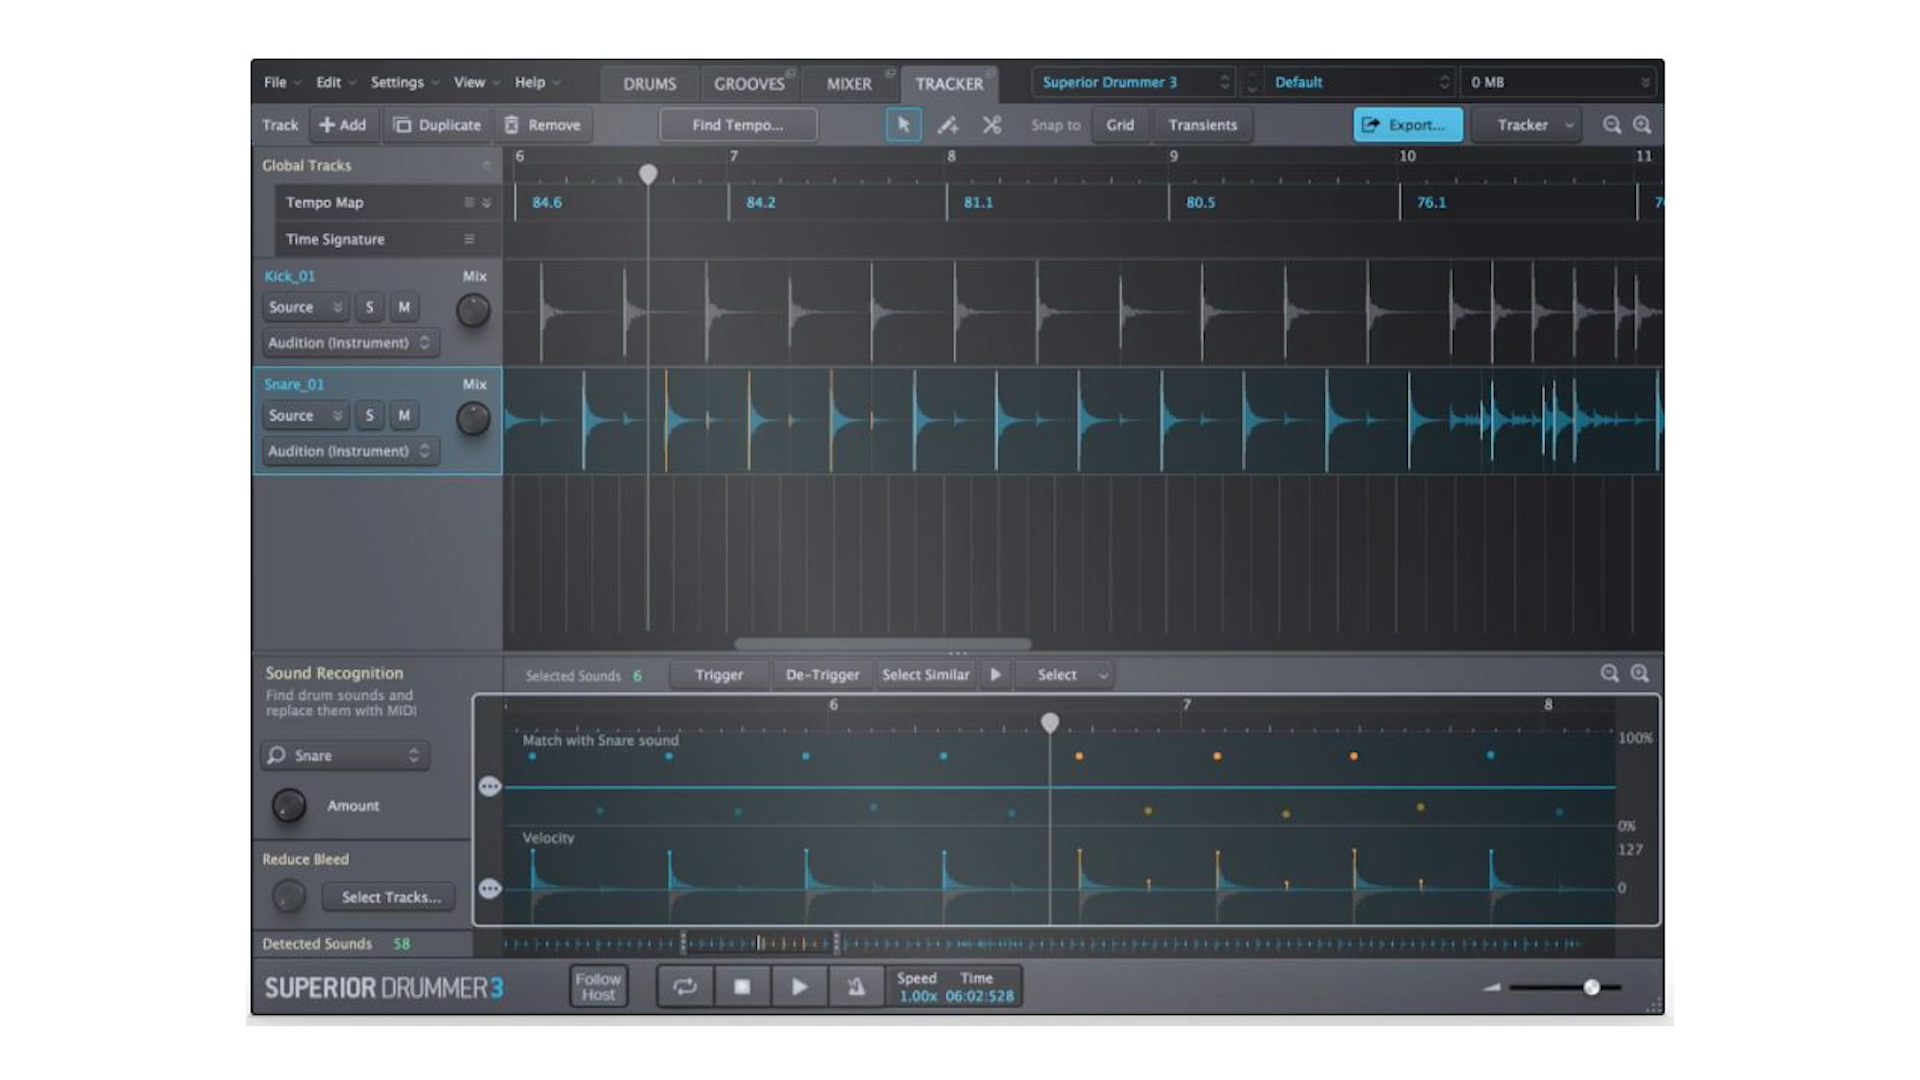 File Edit Settings View Help DRUMS GROOVES MIXER TRACKER Superior Drummer 3 Default 0 MB
Track + Add Duplicate Remove Find Tempo... Snap to Grid Transients Export... Tracker
Global Tracks 6 7 8 9 10 11
Tempo Map 84.6 84.2 81.1 80.5 76.1
Time Signature
Kick_01 Mix
Source S M
Audition (Instrument)
Snare_01 Mix
Source S M
Audition (Instrument)
Sound Recognition
Find drum sounds and
replace them with MIDI
Selected Sounds 6 Trigger De-Trigger Select Similar Select
6 7 8
Match with Snare sound 100%
Snare
Amount
0%
Velocity 127
0
Reduce Bleed
Select Tracks...
Detected Sounds 58
SUPERIOR DRUMMER 3
Follow
Host
Speed Time
1.00x 06:02:528